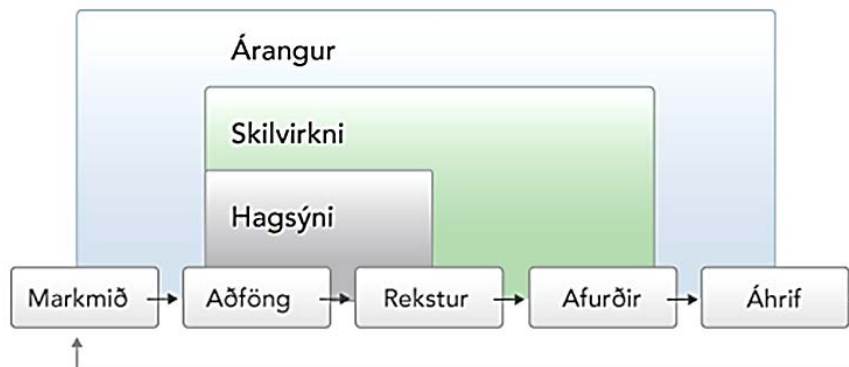 Árangur
Skilvirkni
Hagsýni
Markmið
Aðföng
Rekstur
Afurðir
Áhrif